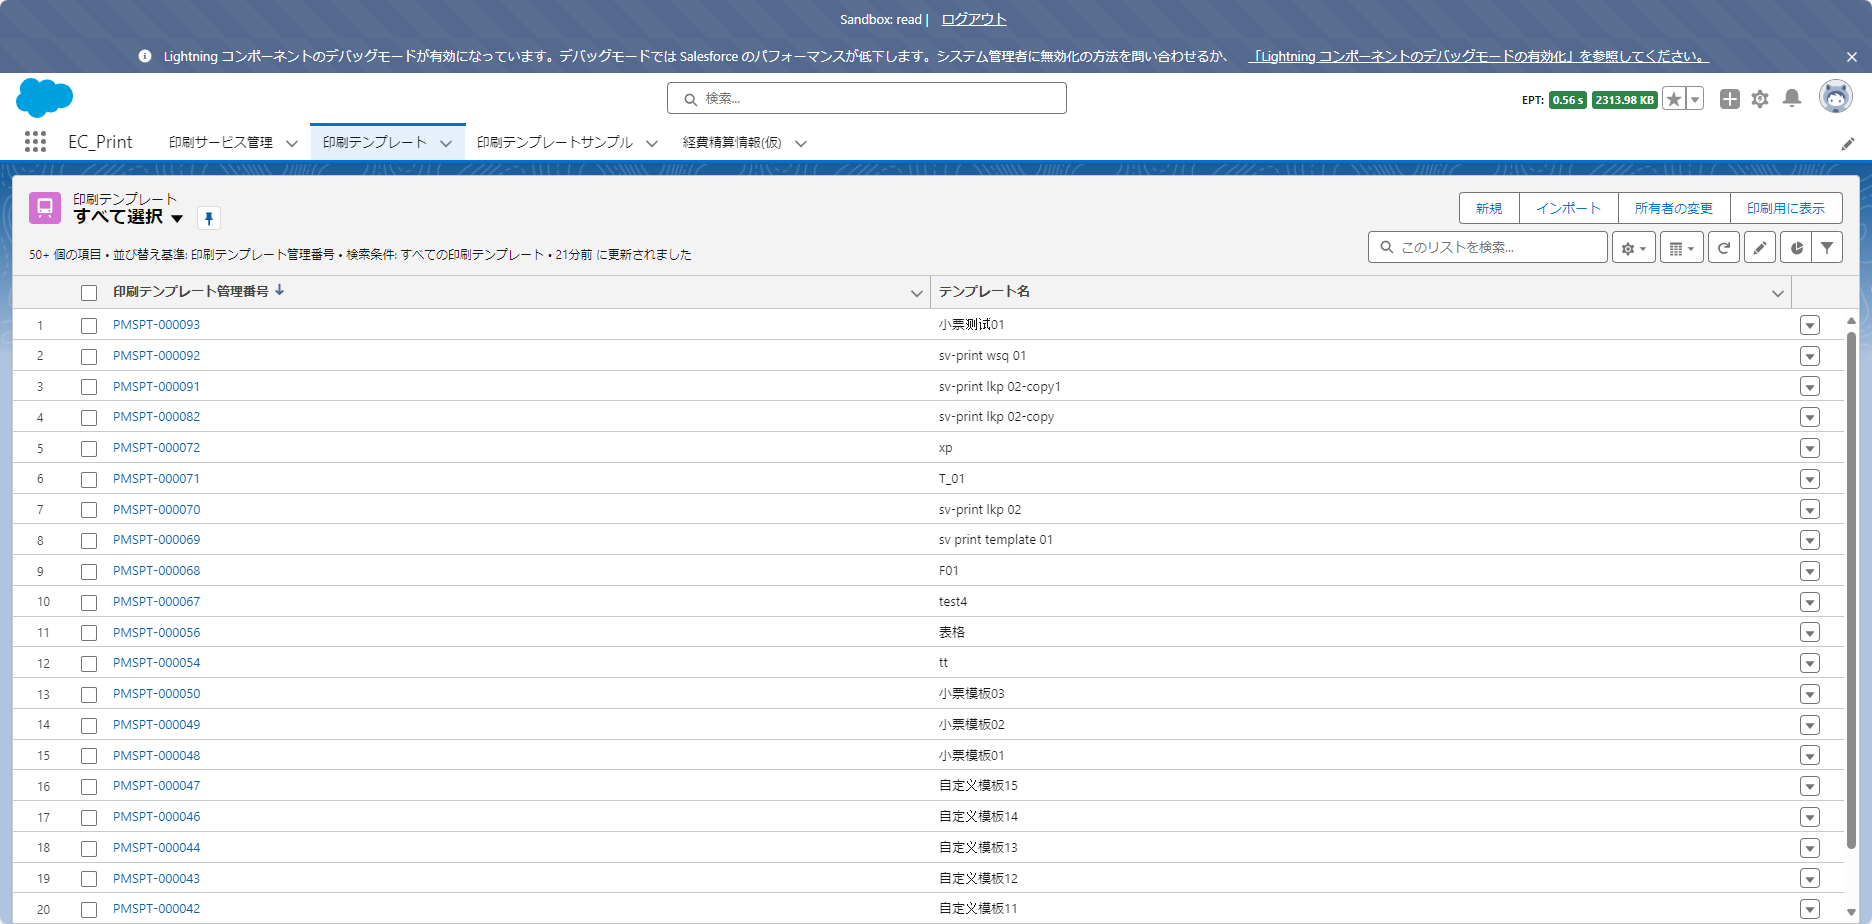 Sandbox: read | ログアウト
Lightning コンポーネントのデバッグモードが有効になっています。デバッグモードでは Salesforce のパフォーマンスが低下します。システム管理者に無効化の方法を問い合わせるか、 「Lightning コンポーネントのデバッグモードの有効化」を参照してください。
検索...
EPT: 0.56 s 2313.98 KB
EC_Print 印刷サービス管理 印刷テンプレート 印刷テンプレートサンプル 経費精算情報(仮)
印刷テンプレート
すべて選択
新規 インポート 所有者の変更 印刷用に表示
50+ 個の項目 • 並び替え基準: 印刷テンプレート管理番号 • 検索条件: すべての印刷テンプレート • 21分前 に更新されました
このリストを検索...
印刷テンプレート管理番号 ↓ テンプレート名
1 PMSPT-000093 小票测试01
2 PMSPT-000092 sv-print wsq 01
3 PMSPT-000091 sv-print lkp 02-copy1
4 PMSPT-000082 sv-print lkp 02-copy
5 PMSPT-000072 xp
6 PMSPT-000071 T_01
7 PMSPT-000070 sv-print lkp 02
8 PMSPT-000069 sv print template 01
9 PMSPT-000068 F01
10 PMSPT-000067 test4
11 PMSPT-000056 表格
12 PMSPT-000054 tt
13 PMSPT-000050 小票模板03
14 PMSPT-000049 小票模板02
15 PMSPT-000048 小票模板01
16 PMSPT-000047 自定义模板15
17 PMSPT-000046 自定义模板14
18 PMSPT-000044 自定义模板13
19 PMSPT-000043 自定义模板12
20 PMSPT-000042 自定义模板11